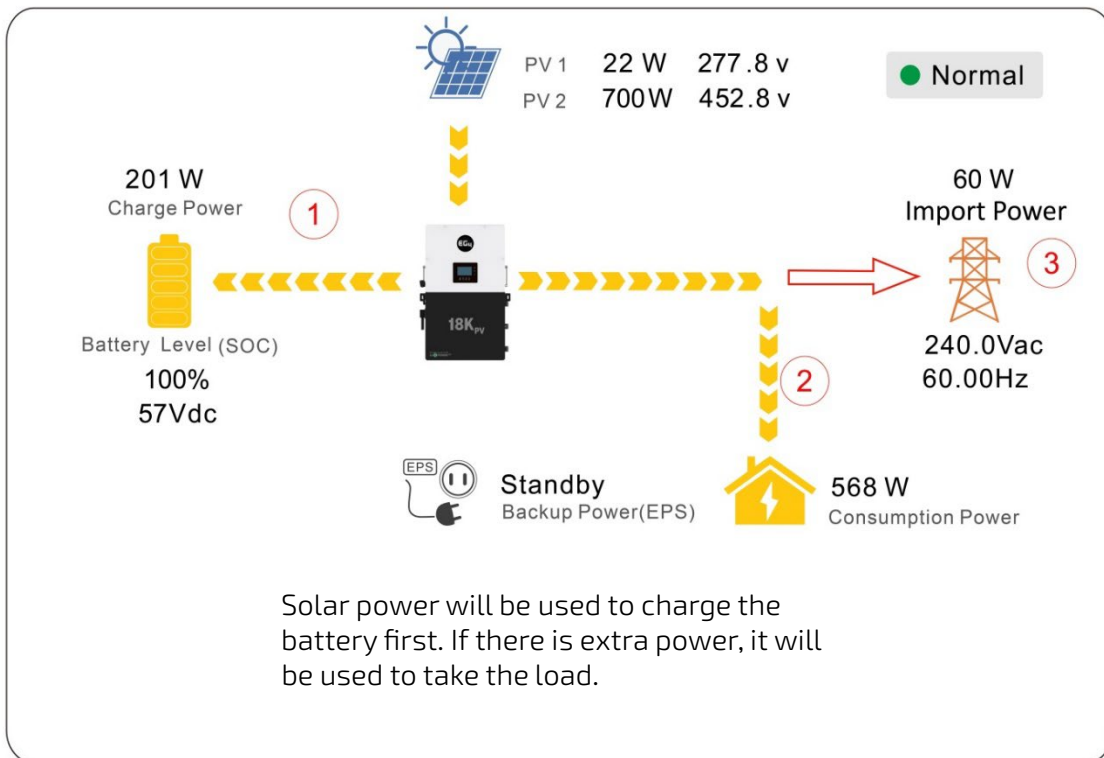 PV 1 22 W 277.8 v
PV 2 700W 452.8 v
Normal
201 W
Charge Power
1
60 W
Import Power
3
EG4
18K PV
Battery Level (SOC)
100%
57Vdc
240.0Vac
60.00Hz
2
EPS
Standby
Backup Power(EPS)
568 W
Consumption Power
Solar power will be used to charge the
battery first. If there is extra power, it will
be used to take the load.